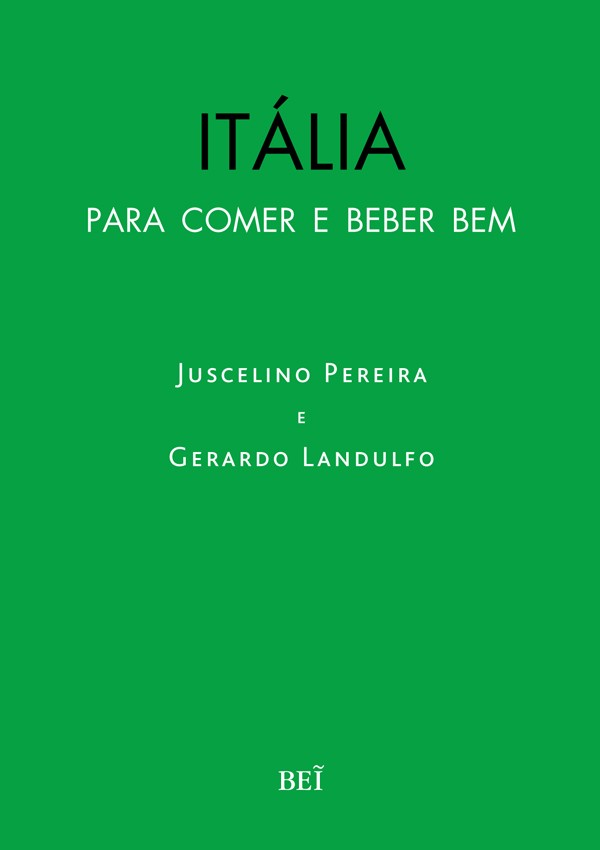 ITÁLIA
PARA COMER E BEBER BEM
JUSCELINO PEREIRA
E
GERARDO LANDULFO
BEĨ